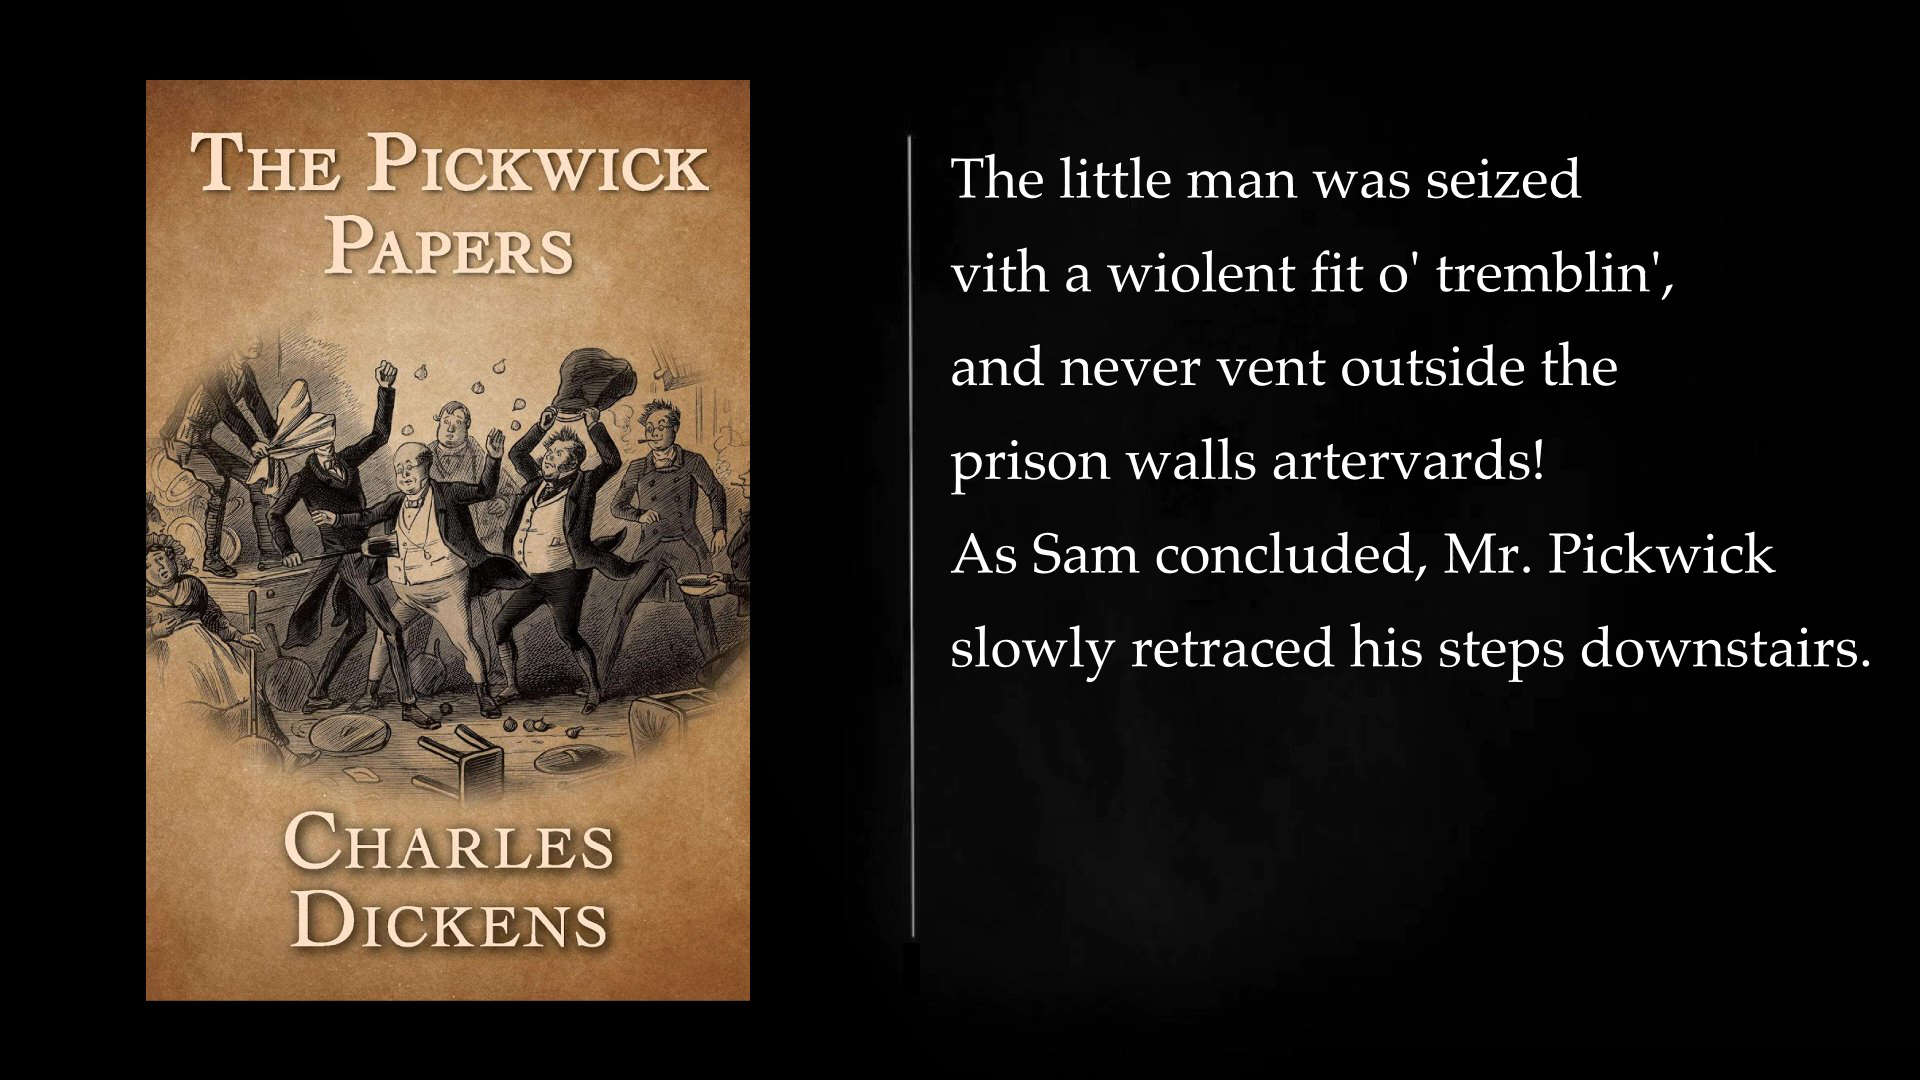 THE PICKWICK
PAPERS
CHARLES
DICKENS
The little man was seized
vith a wiolent fit o' tremblin',
and never vent outside the
prison walls artervards!
As Sam concluded, Mr. Pickwick
slowly retraced his steps downstairs.